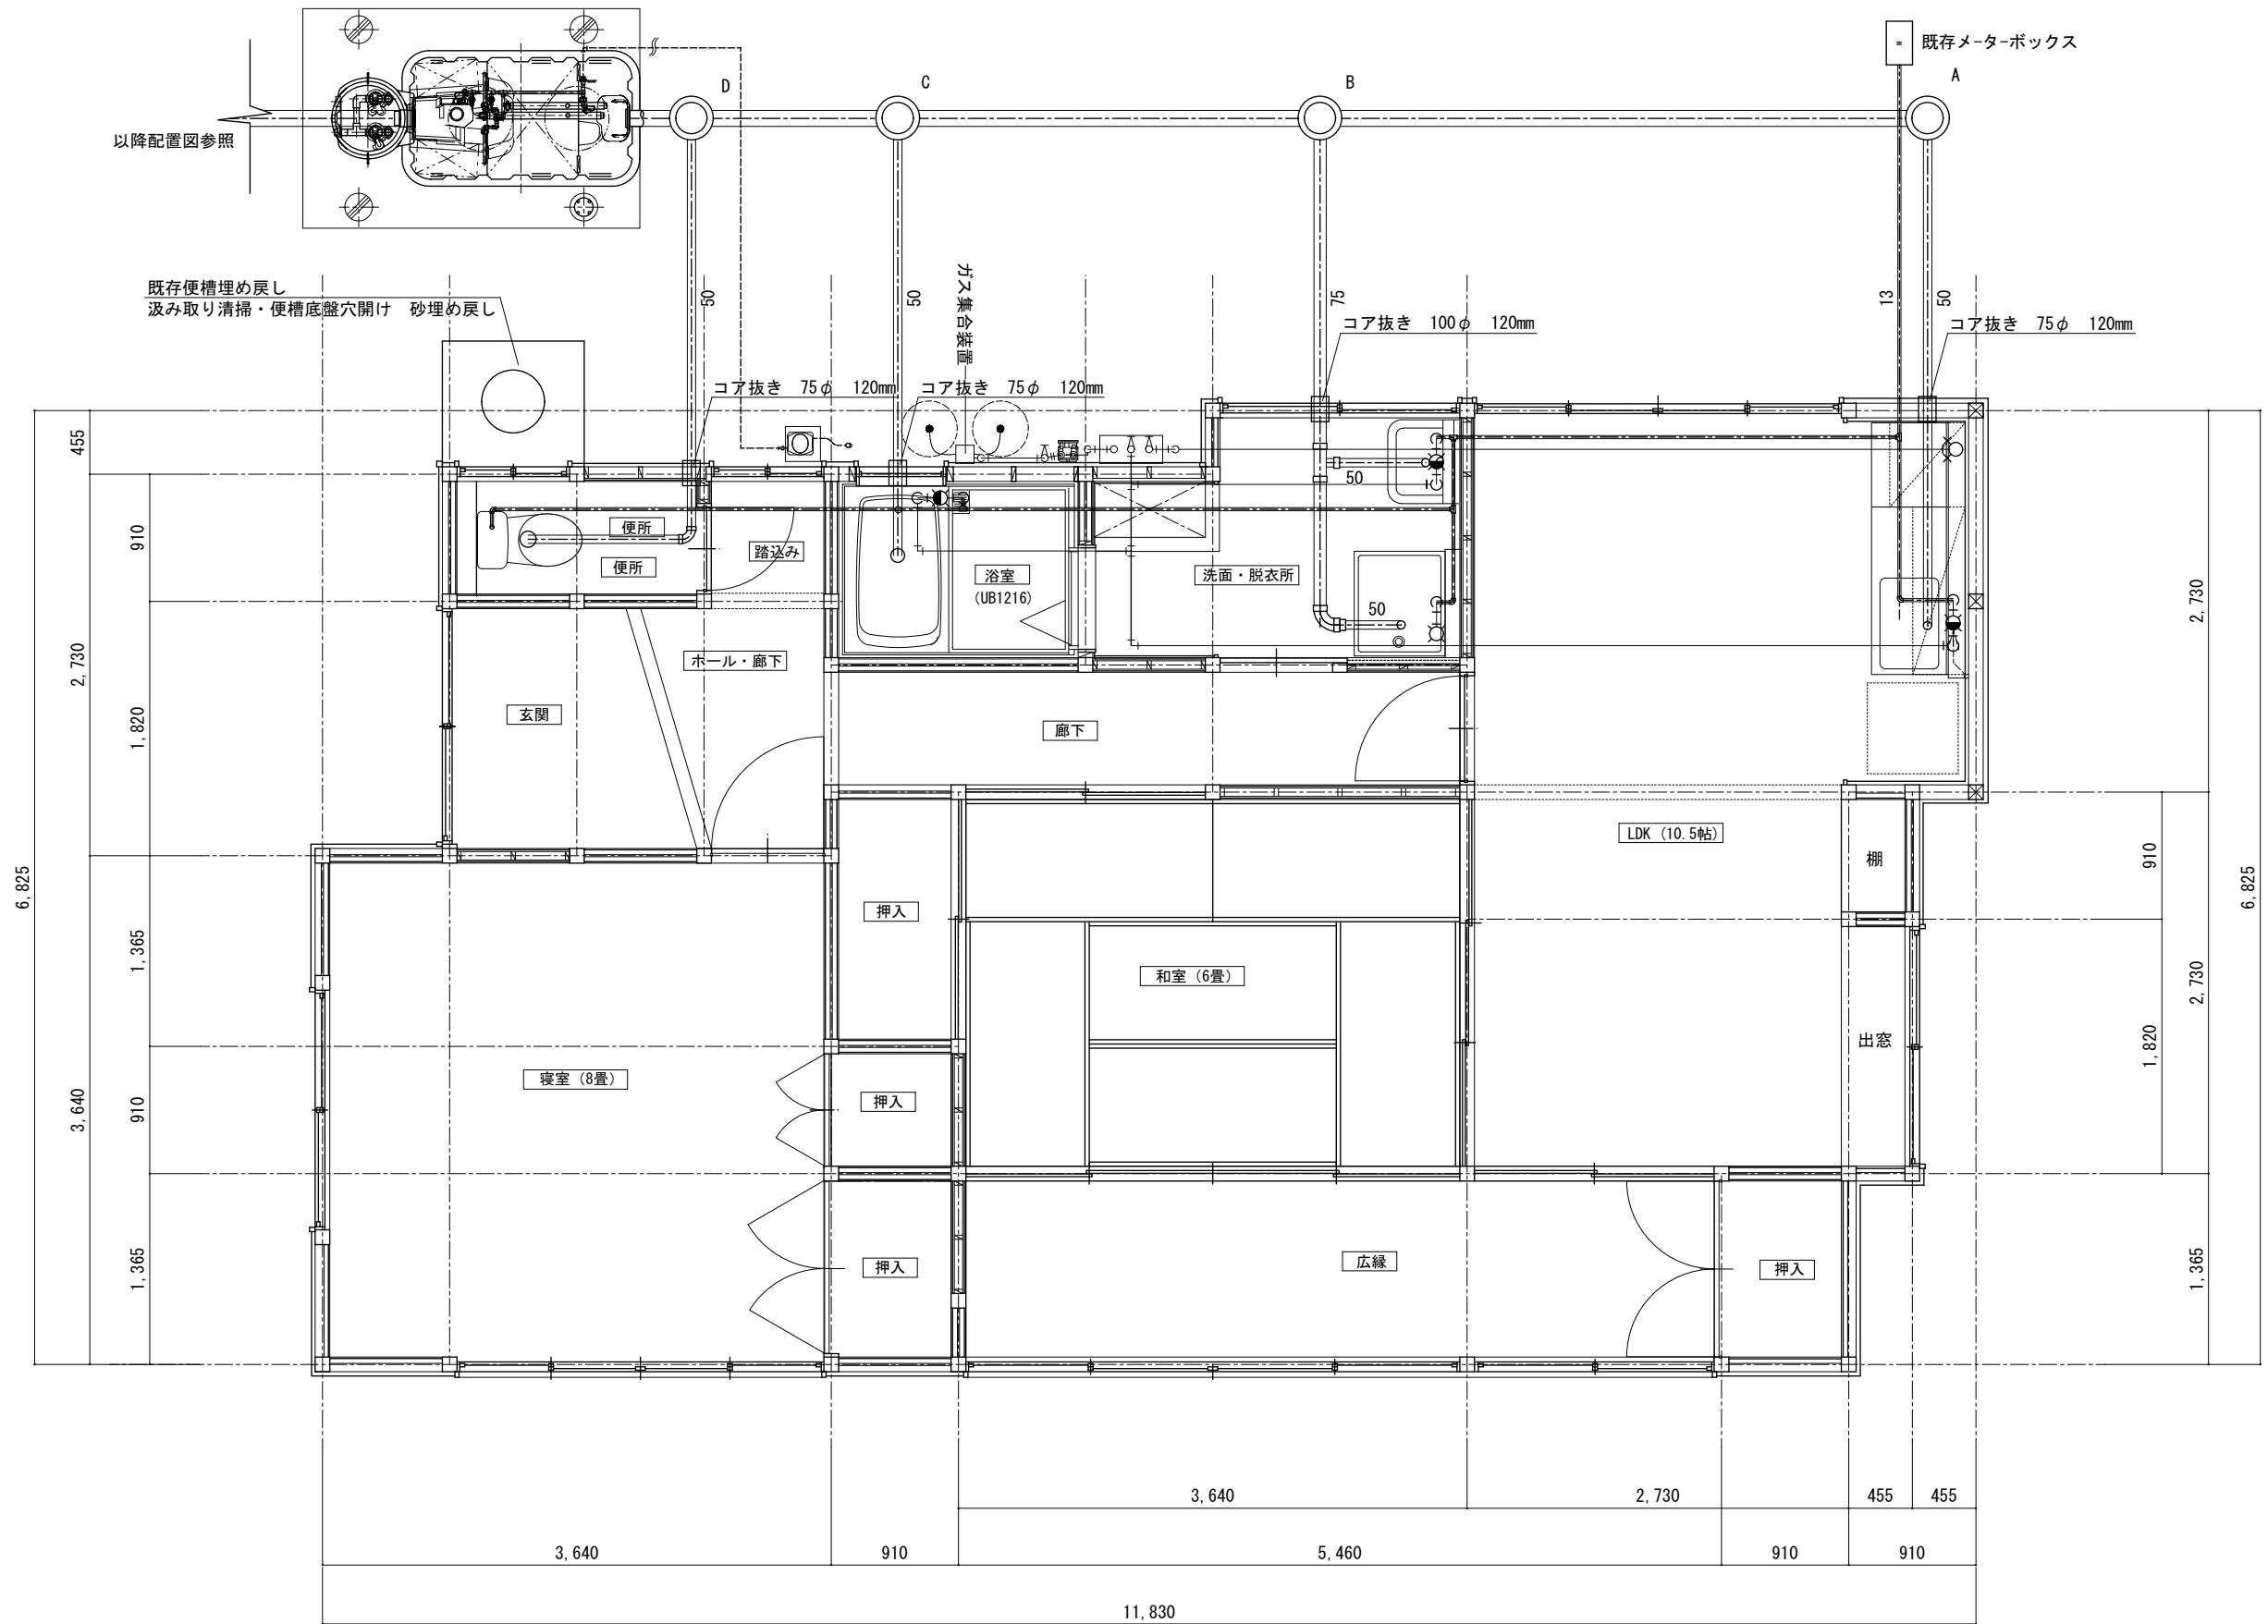 既存メーターボックス
A
B
C
D
以降配置図参照
既存便槽埋め戻し
汲み取り清掃・便槽底盤穴開け 砂埋め戻し
50
50
ガス集合装置
75
13
50
コア抜き 100φ 120mm
コア抜き 75φ 120mm
コア抜き 75φ 120mm
コア抜き 75φ 120mm
455
910
2,730
1,820
6,825
1,365
3,640
910
1,365
便所
便所
踏込み
浴室
(UB1216)
洗面・脱衣所
50
50
ホール・廊下
玄関
廊下
LDK (10.5帖)
棚
押入
和室 (6畳)
出窓
寝室 (8畳)
押入
押入
広縁
押入
2,730
910
6,825
2,730
1,820
1,365
3,640
2,730
455
455
3,640
910
5,460
910
910
11,830